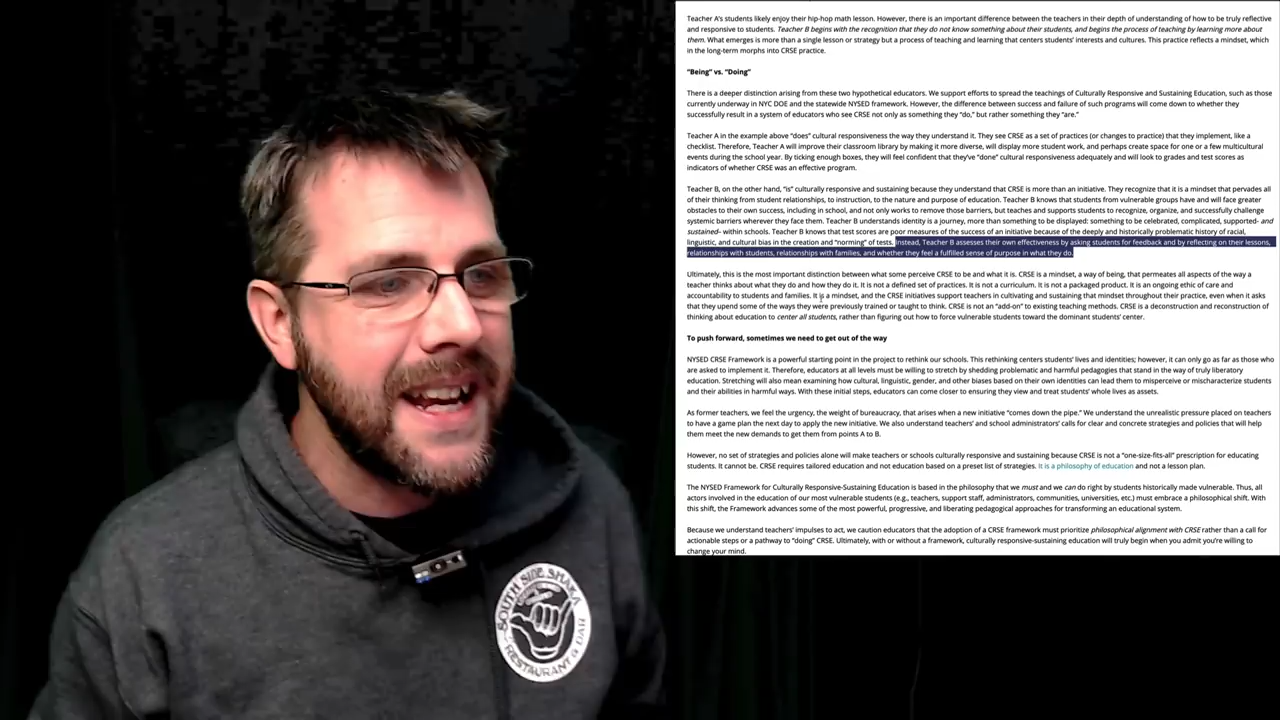 Teacher A's students likely enjoy their hip-hop math lesson. However, there is an important difference between the teachers in their depth of understanding of how to be truly reflective
and responsive to students. Teacher B begins with the recognition that they do not know something about their students, and begins the process of teaching by learning more about
them. What emerges is more than a single lesson or strategy but a process of teaching and learning that centers students' interests and cultures. This practice reflects a mindset, which
in the long-term morphs into CRSE practice.
"Being" vs. "Doing"
There is a deeper distinction arising from these two hypothetical educators. We support efforts to spread the teachings of Culturally Responsive and Sustaining Education, such as those
currently underway in NYC DOE and the statewide NYSED framework. However, the difference between success and failure of such programs will come down to whether they
successfully result in a system of educators who see CRSE not only as something they "do," but rather something they "are."
Teacher A in the example above "does" cultural responsiveness the way they understand it. They see CRSE as a set of practices (or changes to practice) that they implement, like a
checklist. Therefore, Teacher A will improve their classroom library by making it more diverse, will display more student work, and perhaps create space for one or a few multicultural
events during the school year. By ticking enough boxes, they will feel confident that they've "done" cultural responsiveness adequately and will look to grades and test scores as
indicators of whether CRSE was an effective program.
Teacher B, on the other hand, "is" culturally responsive and sustaining because they understand that CRSE is more than an initiative. They recognize that it is a mindset that pervades all
of their thinking from student relationships, to instruction, to the nature and purpose of education. Teacher B knows that students from vulnerable groups have and will face greater
obstacles to their own success, including in school, and not only works to remove those barriers, but teaches and supports students to recognize, organize, and successfully challenge
systemic barriers wherever they face them. Teacher B understands identity is a journey, more than something to be displayed: something to be celebrated, complicated, supported- and
sustained- within schools. Teacher B knows that test scores are poor measures of the success of an initiative because of the deeply and historically problematic history of racial,
linguistic, and cultural bias in the creation and "norming" of tests. Instead, Teacher B assesses their own effectiveness by asking students for feedback and by reflecting on their lessons,
relationships with students, relationships with families, and whether they feel a fulfilled sense of purpose in what they do.
Ultimately, this is the most important distinction between what some perceive CRSE to be and what it is. CRSE is a mindset, a way of being, that permeates all aspects of the way a
teacher thinks about what they do and how they do it. It is not a defined set of practices. It is not a curriculum. It is not a packaged product. It is an ongoing ethic of care and
accountability to students and families. It is a mindset, and the CRSE initiatives support teachers in cultivating and sustaining that mindset throughout their practice, even when it asks
that they upend some of the ways they were previously trained or taught to think. CRSE is not an "add-on" to existing teaching methods. CRSE is a deconstruction and reconstruction of
thinking about education to center all students, rather than figuring out how to force vulnerable students toward the dominant students' center.
To push forward, sometimes we need to get out of the way
NYSED CRSE Framework is a powerful starting point in the project to rethink our schools. This rethinking centers students' lives and identities; however, it can only go as far as those who
are asked to implement it. Therefore, educators at all levels must be willing to stretch by shedding problematic and harmful pedagogies that stand in the way of truly liberatory
education. Stretching will also mean examining how cultural, linguistic, gender, and other biases based on their own identities can lead them to misperceive or mischaracterize students
and their abilities in harmful ways. With these initial steps, educators can come closer to ensuring they view and treat students' whole lives as assets.
As former teachers, we feel the urgency, the weight of bureaucracy, that arises when a new initiative "comes down the pipe." We understand the unrealistic pressure placed on teachers
to have a game plan the next day to apply the new initiative. We also understand teachers' and school administrators' calls for clear and concrete strategies and policies that will help
them meet the new demands to get them from points A to B.
However, no set of strategies and policies alone will make teachers or schools culturally responsive and sustaining because CRSE is not a "one-size-fits-all" prescription for educating
students. It cannot be. CRSE requires tailored education and not education based on a preset list of strategies. It is a philosophy of education and not a lesson plan.
The NYSED Framework for Culturally Responsive-Sustaining Education is based in the philosophy that we must and we can do right by students historically made vulnerable. Thus, all
actors involved in the education of our most vulnerable students (e.g., teachers, support staff, administrators, communities, universities, etc.) must embrace a philosophical shift. With
this shift, the Framework advances some of the most powerful, progressive, and liberating pedagogical approaches for transforming an educational system.
Because we understand teachers' impulses to act, we caution educators that the adoption of a CRSE framework must prioritize philosophical alignment with CRSE rather than a call for
actionable steps or a pathway to "doing" CRSE. Ultimately, with or without a framework, culturally responsive-sustaining education will truly begin when you admit you're willing to
change your mind.
SOUTH SIDE SHAKA
RESTAURANT & BAR